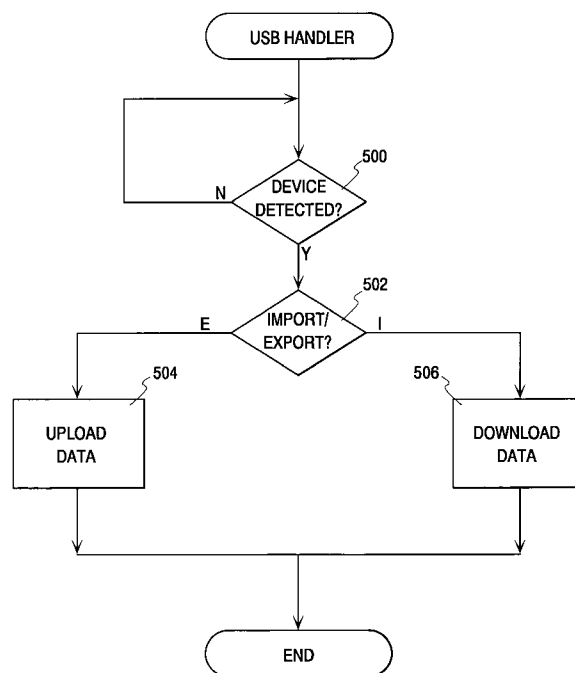 USB HANDLER
500
DEVICE
DETECTED?
N
Y
502
IMPORT/
EXPORT?
E
I
504
UPLOAD
DATA
506
DOWNLOAD
DATA
END